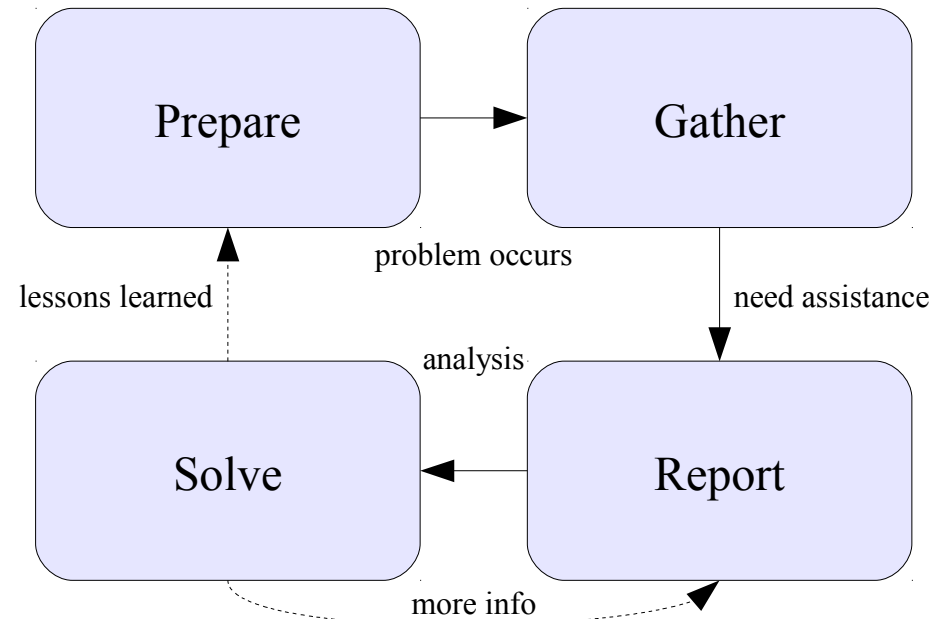 Prepare
Gather
problem occurs
lessons learned
need assistance
analysis
Solve
Report
more info